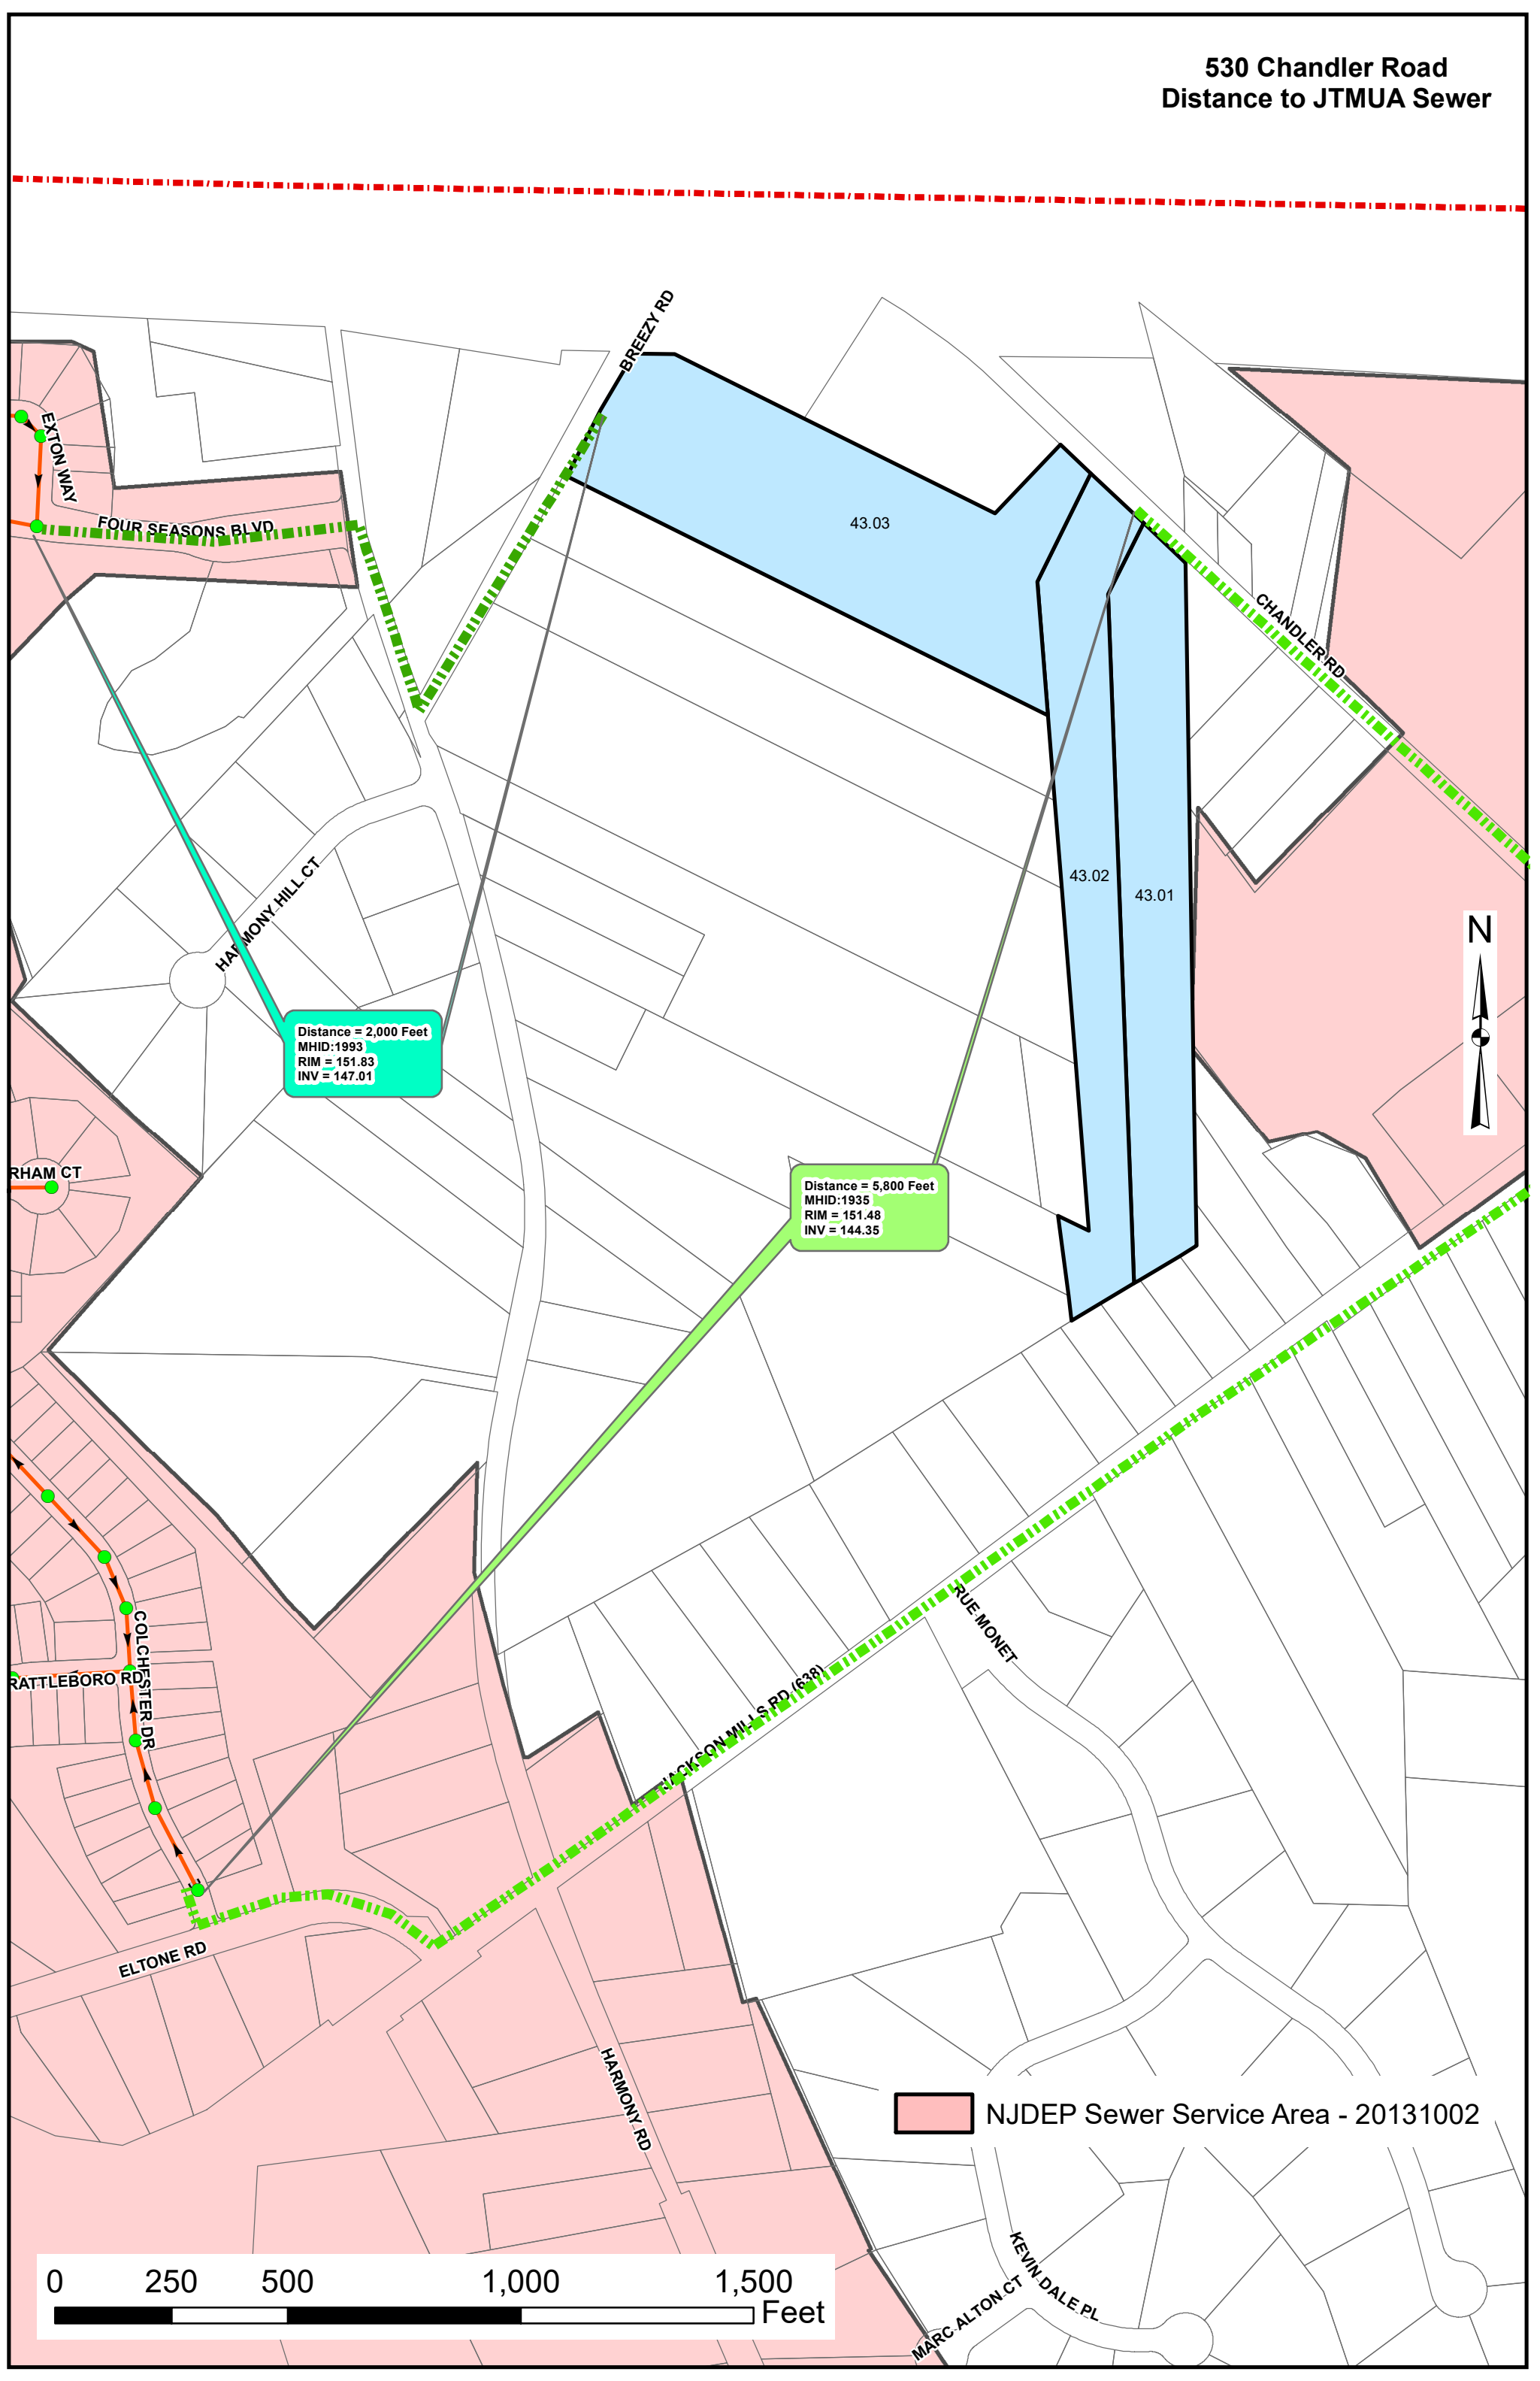 530 Chandler Road
Distance to JTMUA Sewer
BREEZY RD
EXTON WAY
FOUR SEASONS BLVD
43.03
CHANDLER RD
43.02
43.01
HARMONY HILL CT
N
Distance = 2,000 Feet
MHID:1993
RIM = 151.83
INV = 147.01
RHAM CT
Distance = 5,800 Feet
MHID:1935
RIM = 151.48
INV = 144.35
RUE MONET
COLCHESTER DR
RATTLEBORO RD
JACKSON MILLS RD (638)
ELTONE RD
HARMONY RD
NJDEP Sewer Service Area - 20131002
KEVIN DALE PL
MARC ALTON CT
0 250 500 1,000 1,500
Feet